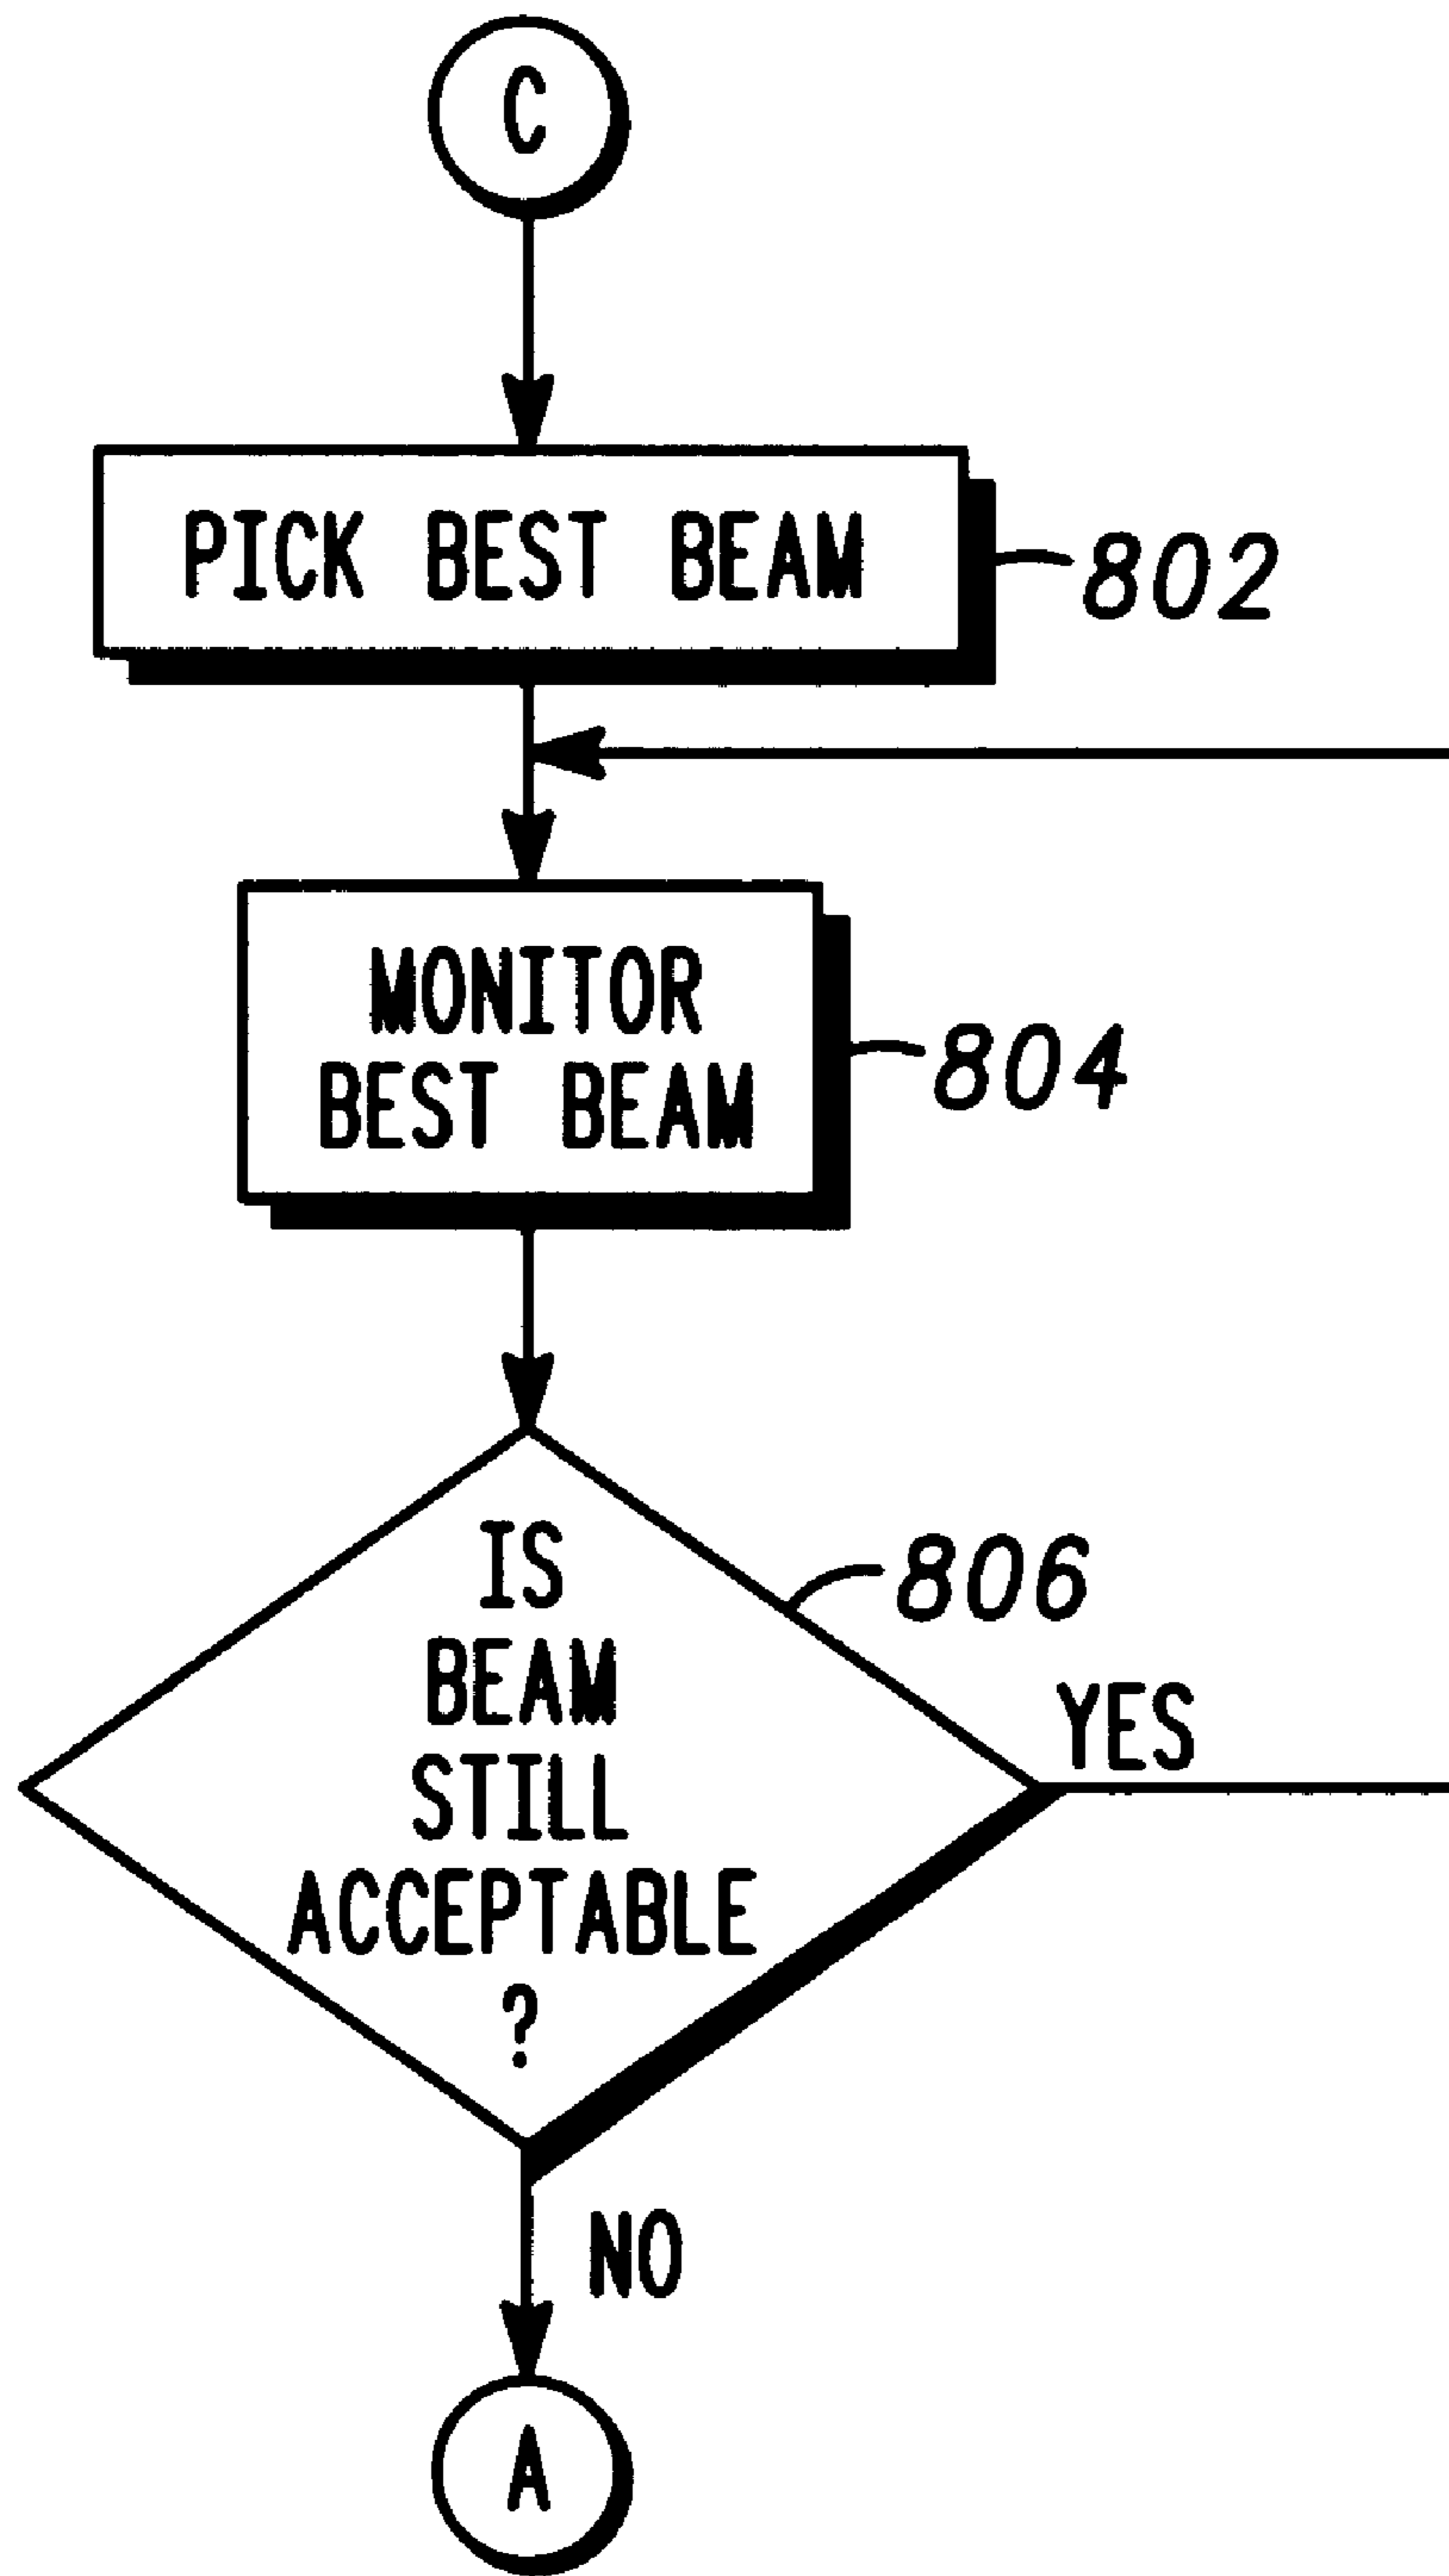 C
PICK BEST BEAM
802
MONITOR
BEST BEAM
804
IS
BEAM
STILL
ACCEPTABLE
?
806
YES
NO
A